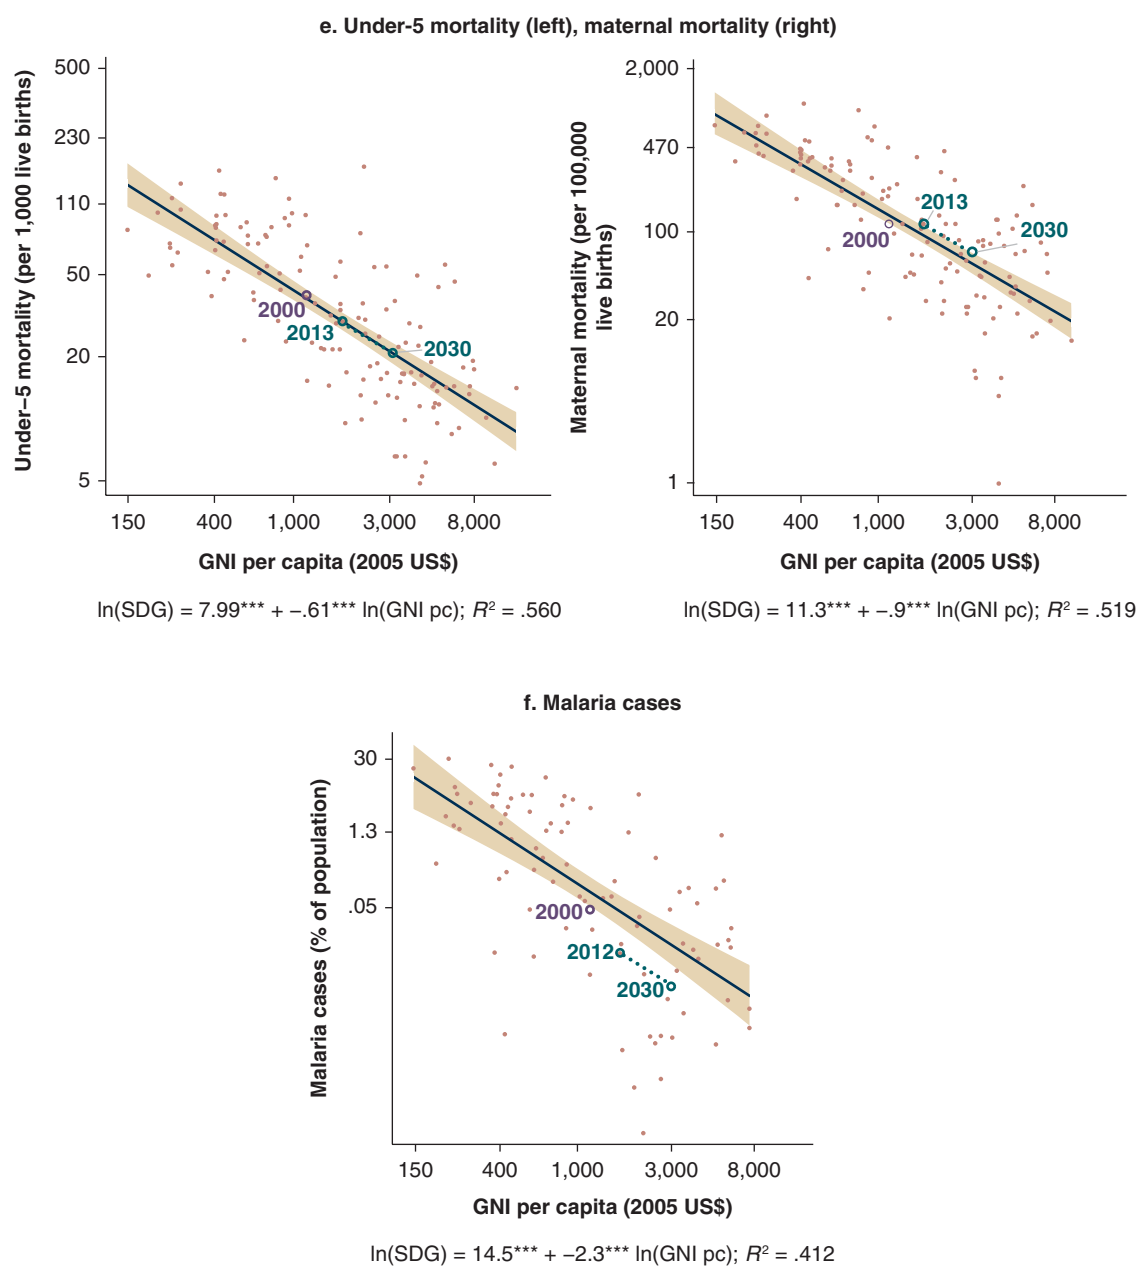 e. Under-5 mortality (left), maternal mortality (right)
Under–5 mortality (per 1,000 live births)
500
230
110
50
20
5
2000
2013
2030
150 400 1,000 3,000 8,000
GNI per capita (2005 US$)
ln(SDG) = 7.99*** + –.61*** ln(GNI pc); R² = .560
Maternal mortality (per 100,000
live births)
2,000
470
100
20
1
2000
2013
2030
150 400 1,000 3,000 8,000
GNI per capita (2005 US$)
ln(SDG) = 11.3*** + –.9*** ln(GNI pc); R² = .519
f. Malaria cases
Malaria cases (% of population)
30
1.3
.05
2000
2012
2030
150 400 1,000 3,000 8,000
GNI per capita (2005 US$)
ln(SDG) = 14.5*** + –2.3*** ln(GNI pc); R² = .412